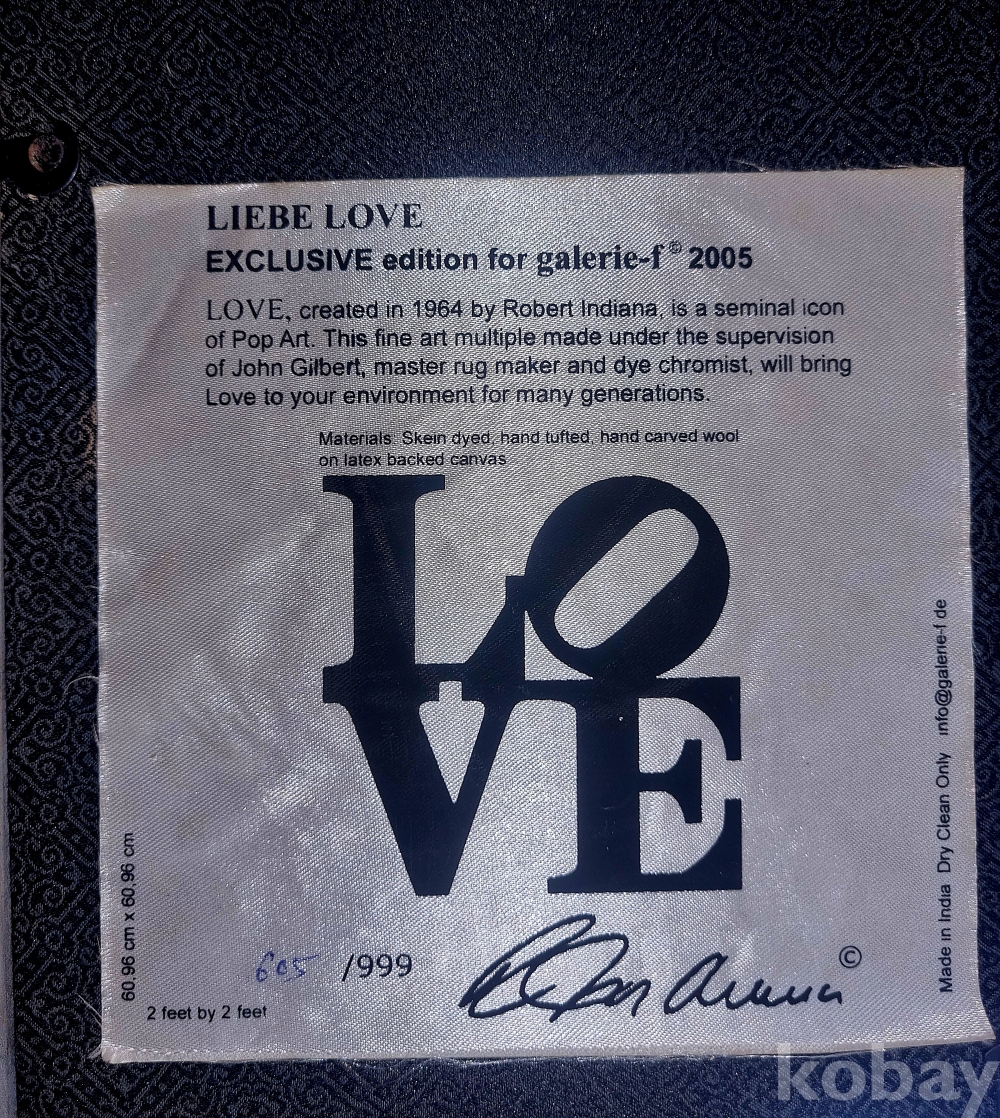 LIEBE LOVE
EXCLUSIVE edition for galerie-f© 2005
LOVE, created in 1964 by Robert Indiana, is a seminal icon
of Pop Art. This fine art multiple made under the supervision
of John Gilbert, master rug maker and dye chromist, will bring
Love to your environment for many generations.
Materials: Skein dyed, hand tufted, hand carved wool
on latex backed canvas
LO
VE
60.96 cm x 60.96 cm
2 feet by 2 feet
605 /999
©
Made in India Dry Clean Only info@galerie-f de
kobay